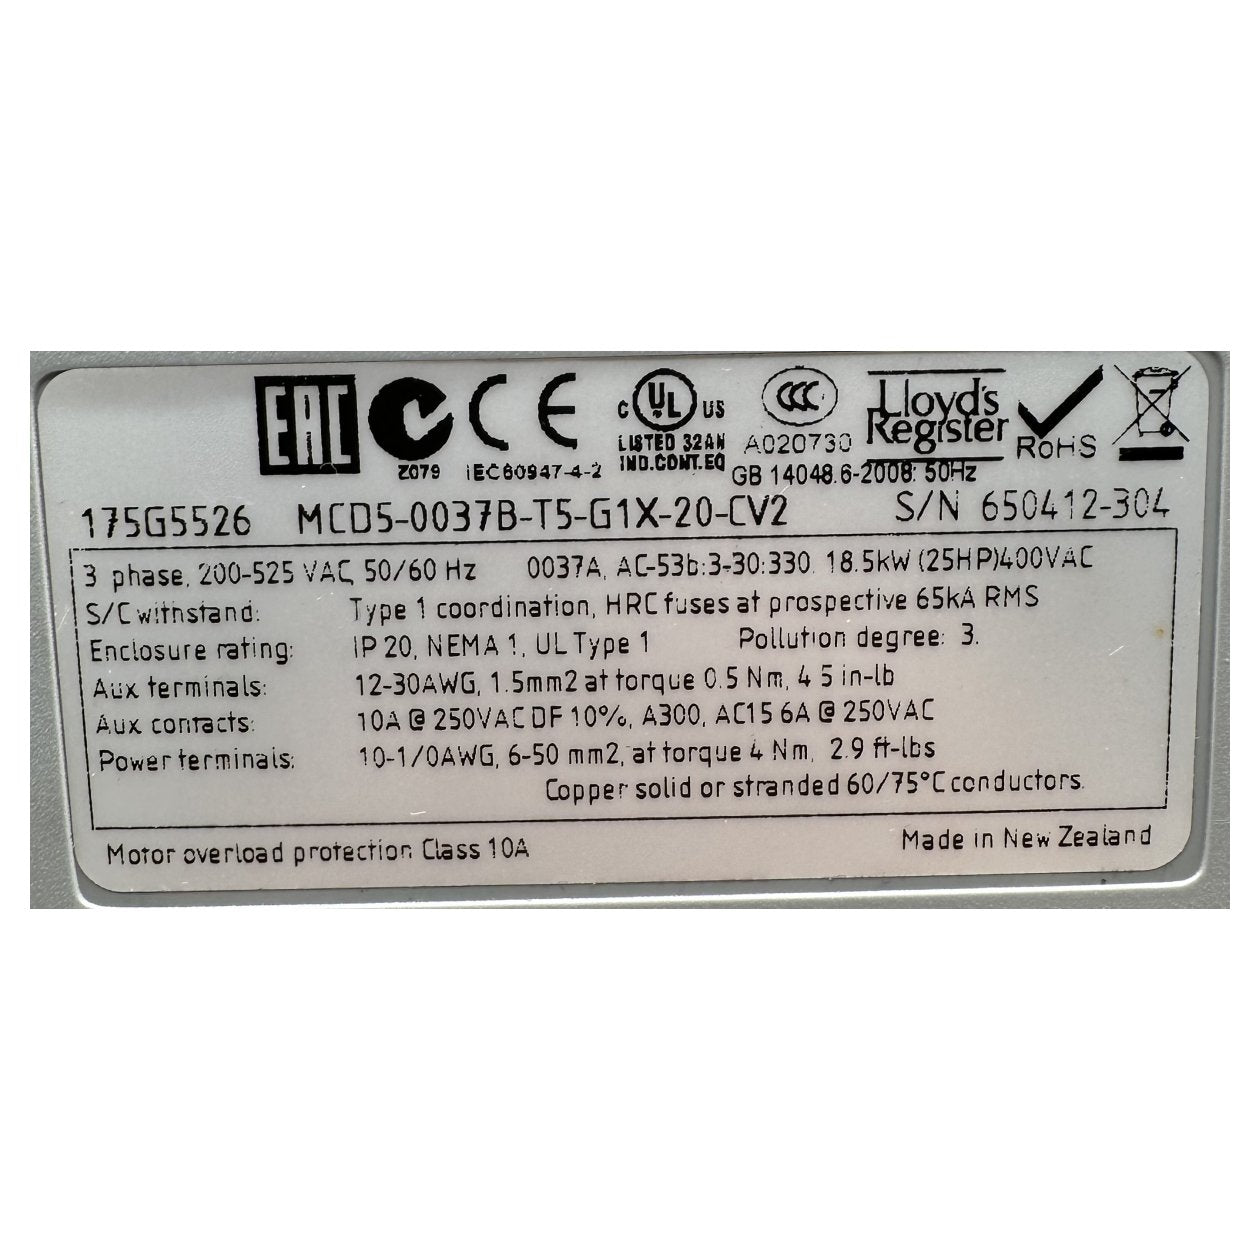 EAC CE c UL US CCC Lloyd's
LISTED 32AN A020730 Register RoHS
Z079 IEC60947-4-2 IND.CONT.EQ GB 14048.6-2008: 50Hz
175G5526 MCD5-0037B-T5-G1X-20-CV2 S/N 650412-304
3 phase, 200-525 VAC, 50/60 Hz 0037A, AC-53b:3-30:330. 18.5kW (25HP)400VAC
S/C withstand: Type 1 coordination, HRC fuses at prospective 65kA RMS
Enclosure rating: IP 20, NEMA 1, UL Type 1 Pollution degree: 3.
Aux terminals: 12-30AWG, 1.5mm2 at torque 0.5 Nm, 4.5 in-lb
Aux contacts: 10A @ 250VAC DF 10%, A300, AC15 6A @ 250VAC
Power terminals: 10-1/0AWG, 6-50 mm2, at torque 4 Nm, 2.9 ft-lbs
Copper solid or stranded 60/75°C conductors.
Motor overload protection Class 10A Made in New Zealand